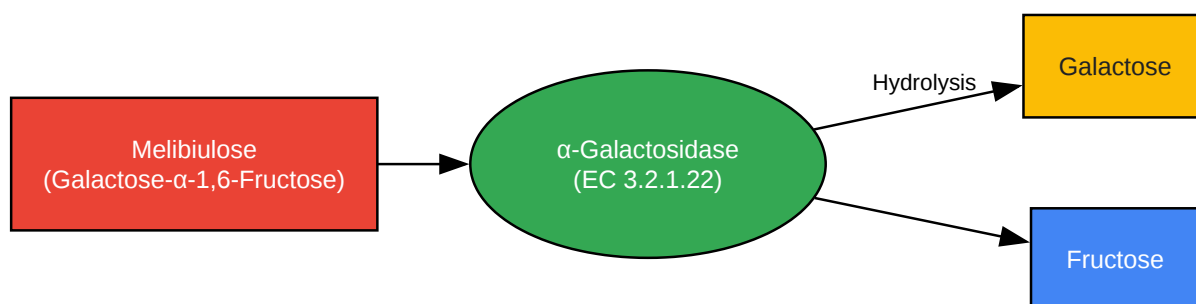 Melibiulose
(Galactose-α-1,6-Fructose)
α-Galactosidase
(EC 3.2.1.22)
Hydrolysis
Galactose
Fructose